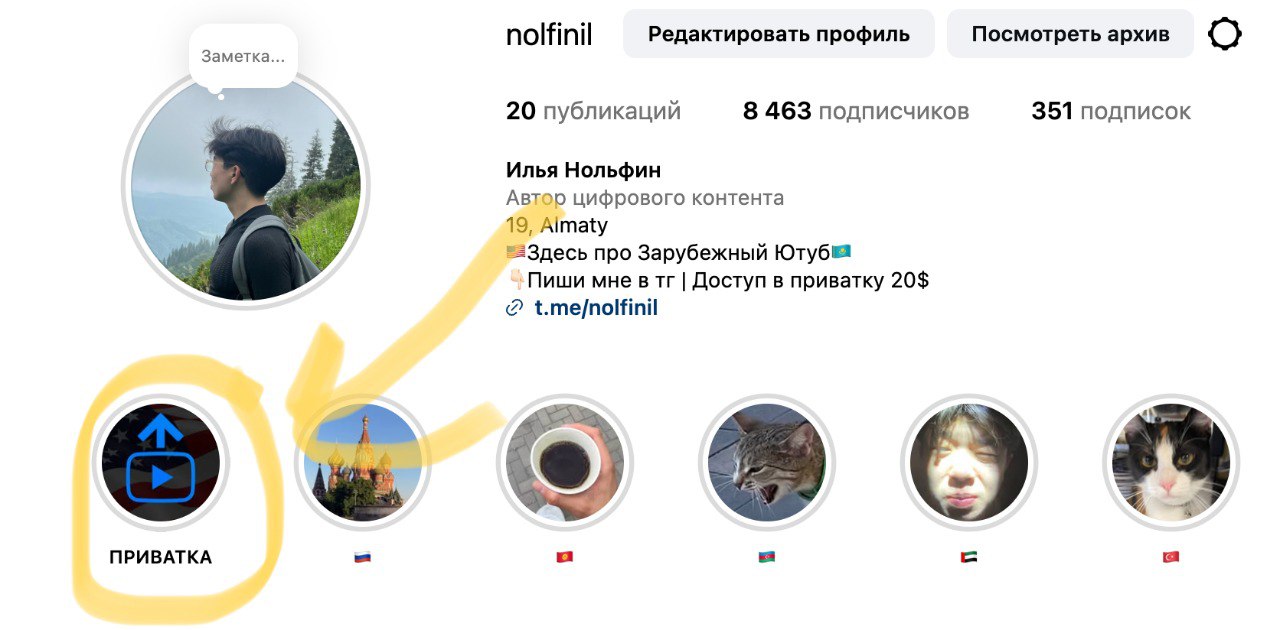 Заметка...
nolfinil
Редактировать профиль
Посмотреть архив
20 публикаций
8 463 подписчиков
351 подписок
Илья Нольфин
Автор цифрового контента
19, Almaty
🇺🇸Здесь про Зарубежный Ютуб🇰🇿
👇🏻Пиши мне в тг | Доступ в приватку 20$
t.me/nolfinil
ПРИВАТКА